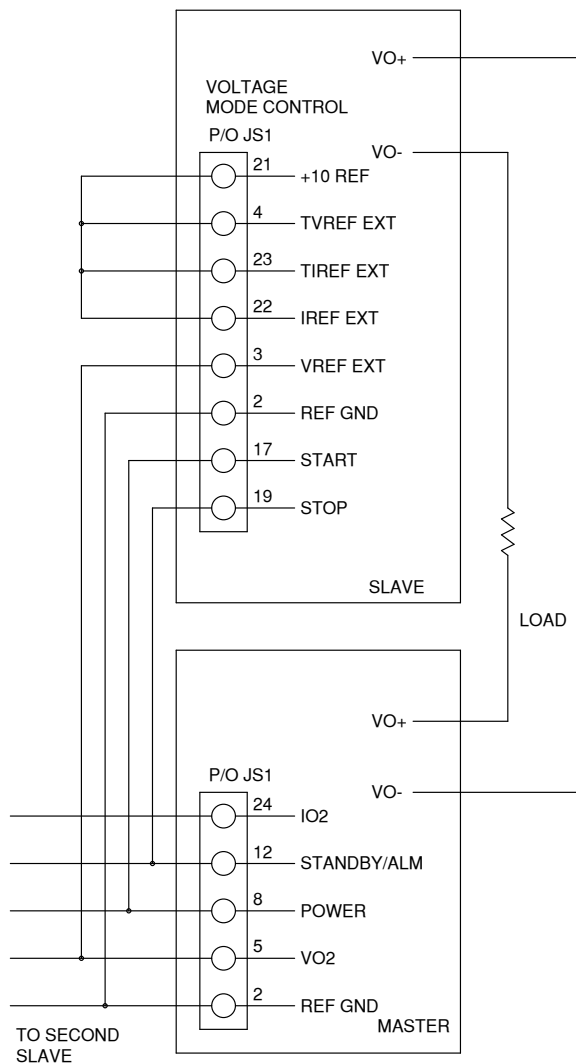 VO+
VOLTAGE
MODE CONTROL
P/O JS1
VO-
21
+10 REF
4
TVREF EXT
23
TIREF EXT
22
IREF EXT
3
VREF EXT
2
REF GND
17
START
19
STOP
SLAVE
LOAD
VO+
P/O JS1
VO-
24
IO2
12
STANDBY/ALM
8
POWER
5
VO2
2
REF GND
MASTER
TO SECOND
SLAVE